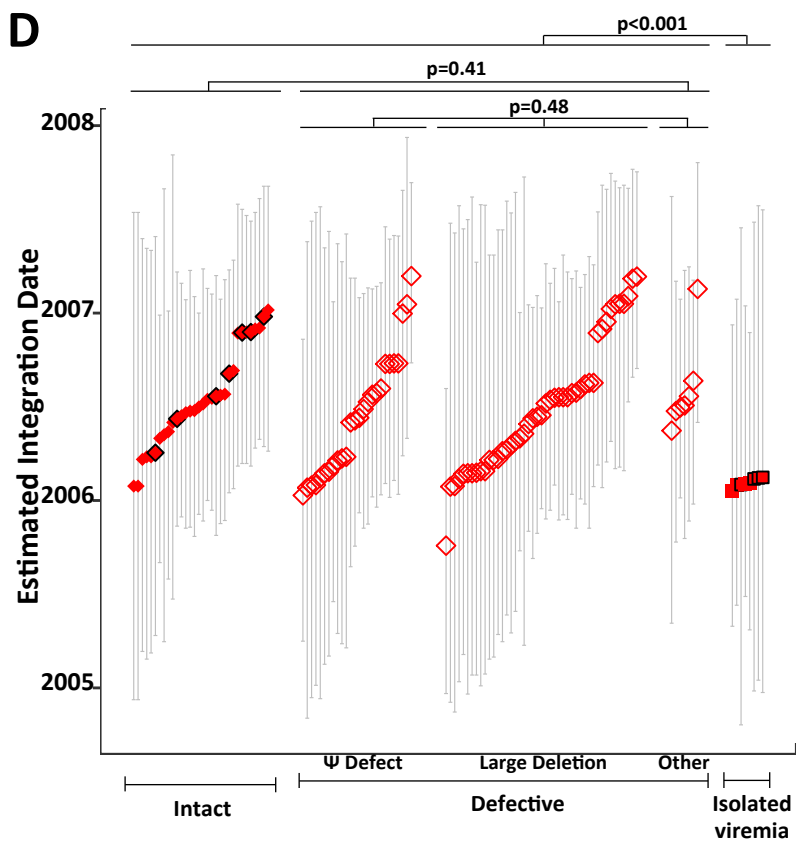 D
p<0.001
p=0.41
p=0.48
2008
2007
2006
2005
Estimated Integration Date
Ψ Defect
Large Deletion
Other
Intact
Defective
Isolated
viremia